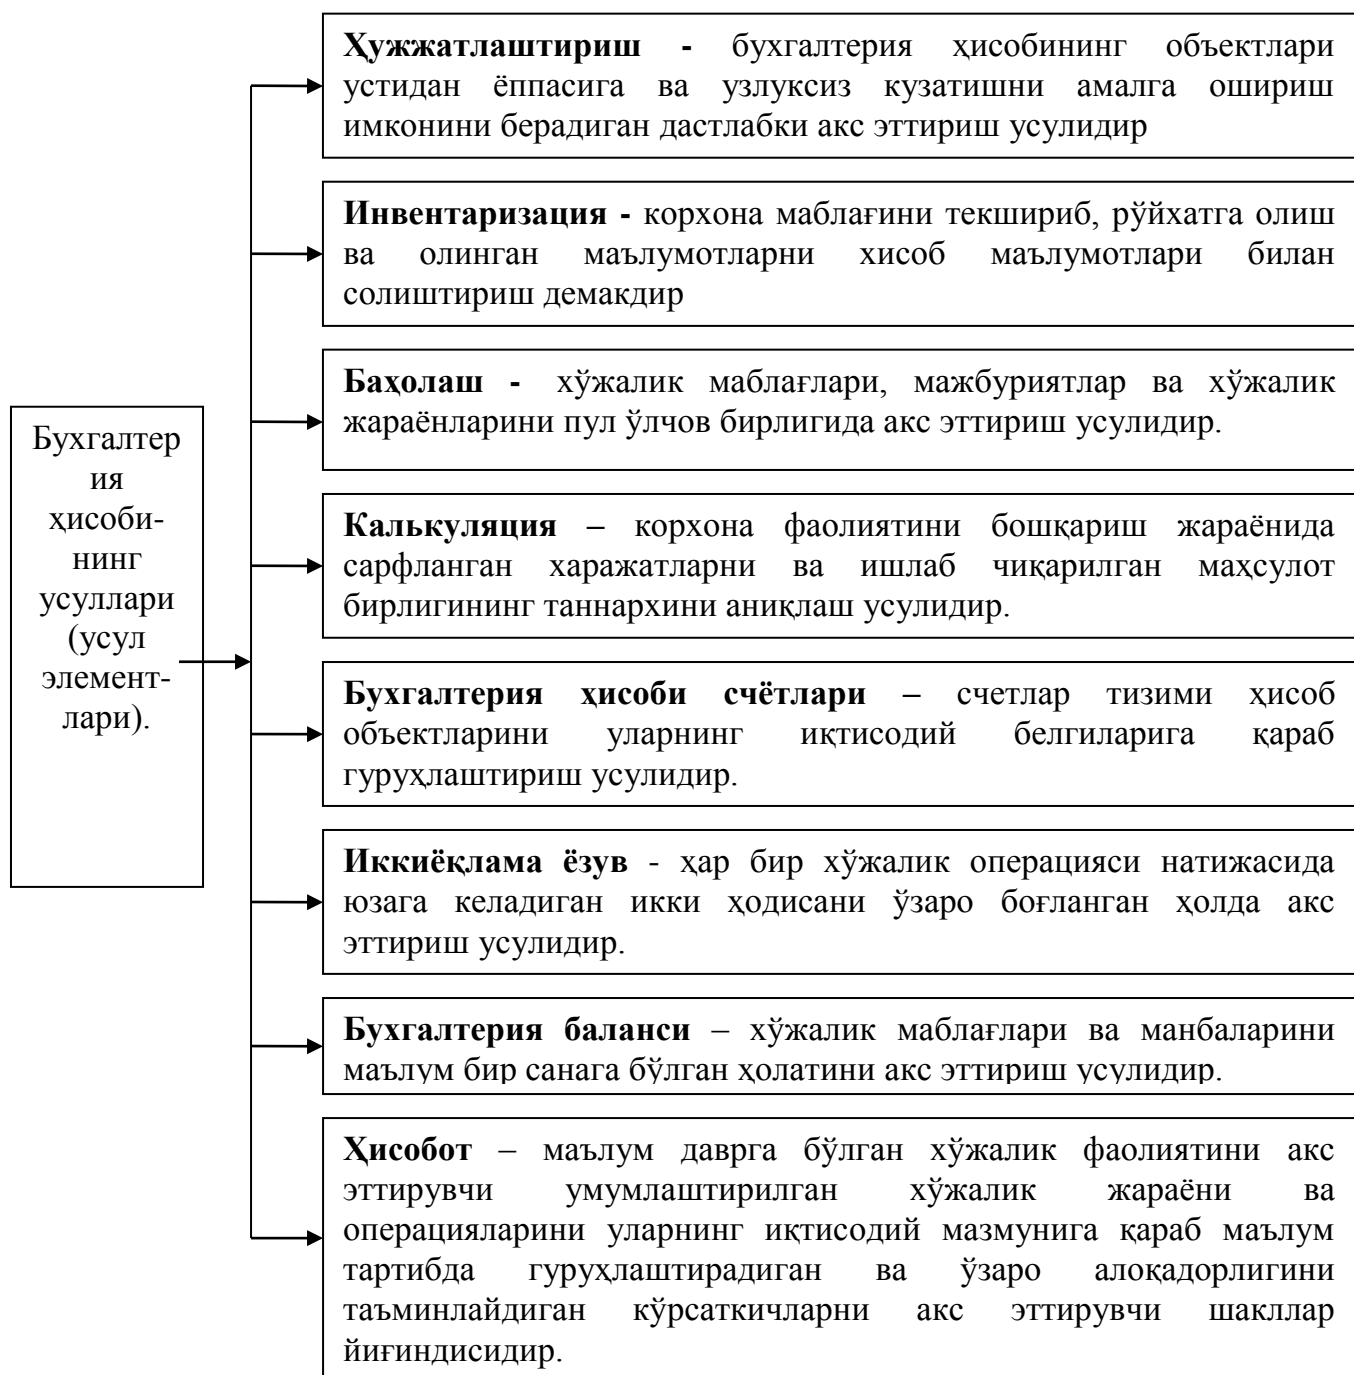 Ҳужжатлаштириш - бухгалтерия ҳисобининг объектлари
устидан ёппасига ва узлуксиз кузатишни амалга ошириш
имконини берадиган дастлабки акс эттириш усулидир
Инвентаризация - корхона маблағини текшириб, рўйхатга олиш
ва олинган маълумотларни хисоб маълумотлари билан
солиштириш демакдир
Баҳолаш - хўжалик маблағлари, мажбуриятлар ва хўжалик
жараёнларини пул ўлчов бирлигида акс эттириш усулидир.
Бухгалтер
ия
ҳисоби-
нинг
усуллари
(усул
элемент-
лари).
Калькуляция – корхона фаолиятини бошқариш жараёнида
сарфланган харажатларни ва ишлаб чиқарилган маҳсулот
бирлигининг таннархини аниқлаш усулидир.
Бухгалтерия ҳисоби счётлари – счетлар тизими ҳисоб
объектларини уларнинг иқтисодий белгиларига қараб
гуруҳлаштириш усулидир.
Иккиёқлама ёзув - ҳар бир хўжалик операцияси натижасида
юзага келадиган икки ҳодисани ўзаро боғланган ҳолда акс
эттириш усулидир.
Бухгалтерия баланси – хўжалик маблағлари ва манбаларини
маълум бир санага бўлган ҳолатини акс эттириш усулидир.
Ҳисобот – маълум даврга бўлган хўжалик фаолиятини акс
эттирувчи умумлаштирилган хўжалик жараёни ва
операцияларини уларнинг иқтисодий мазмунига қараб маълум
тартибда гуруҳлаштирадиган ва ўзаро алоқадорлигини
таъминлайдиган кўрсаткичларни акс эттирувчи шакллар
йиғиндисидир.